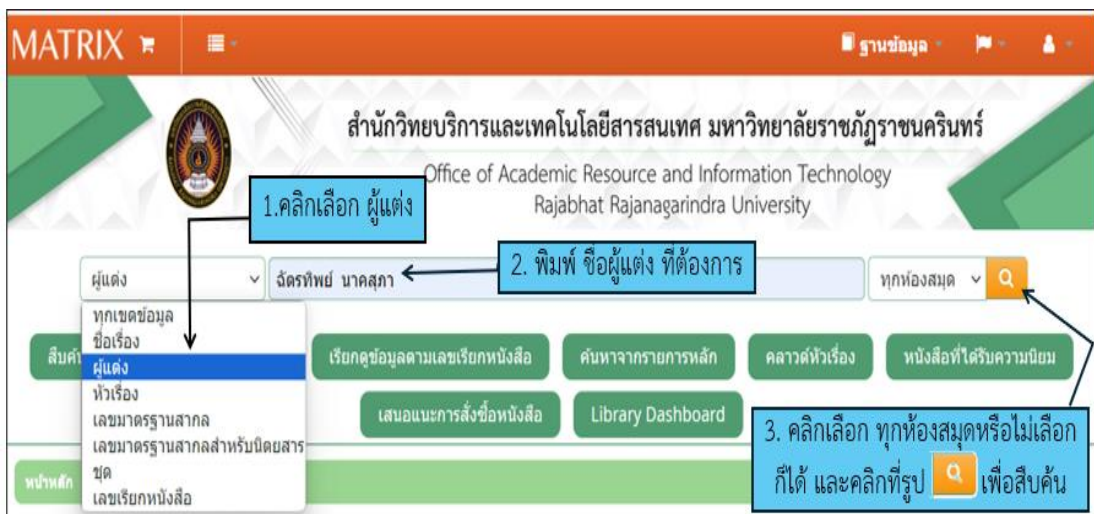 MATRIX
ฐานข้อมูล
สำนักวิทยบริการและเทคโนโลยีสารสนเทศ มหาวิทยาลัยราชภัฏราชนครินทร์
Office of Academic Resource and Information Technology
Rajabhat Rajanagarindra University
1.คลิกเลือก ผู้แต่ง
2. พิมพ์ ชื่อผู้แต่ง ที่ต้องการ
ผู้แต่ง
ฉัตรทิพย์ นาคสุภา
ทุกห้องสมุด
ทุกเขตข้อมูล
ชื่อเรื่อง
ผู้แต่ง
หัวเรื่อง
เลขมาตรฐานสากล
เลขมาตรฐานสากลสำหรับนิตยสาร
ชุด
เลขเรียกหนังสือ
สืบค้น
เรียกดูข้อมูลตามเลขเรียกหนังสือ
ค้นหาจากรายการหลัก
คลาวด์หัวเรื่อง
หนังสือที่ได้รับความนิยม
เสนอแนะการสั่งซื้อหนังสือ
Library Dashboard
3. คลิกเลือก ทุกห้องสมุดหรือไม่เลือก
ก็ได้ และคลิกที่รูป เพื่อสืบค้น
หน้าหลัก